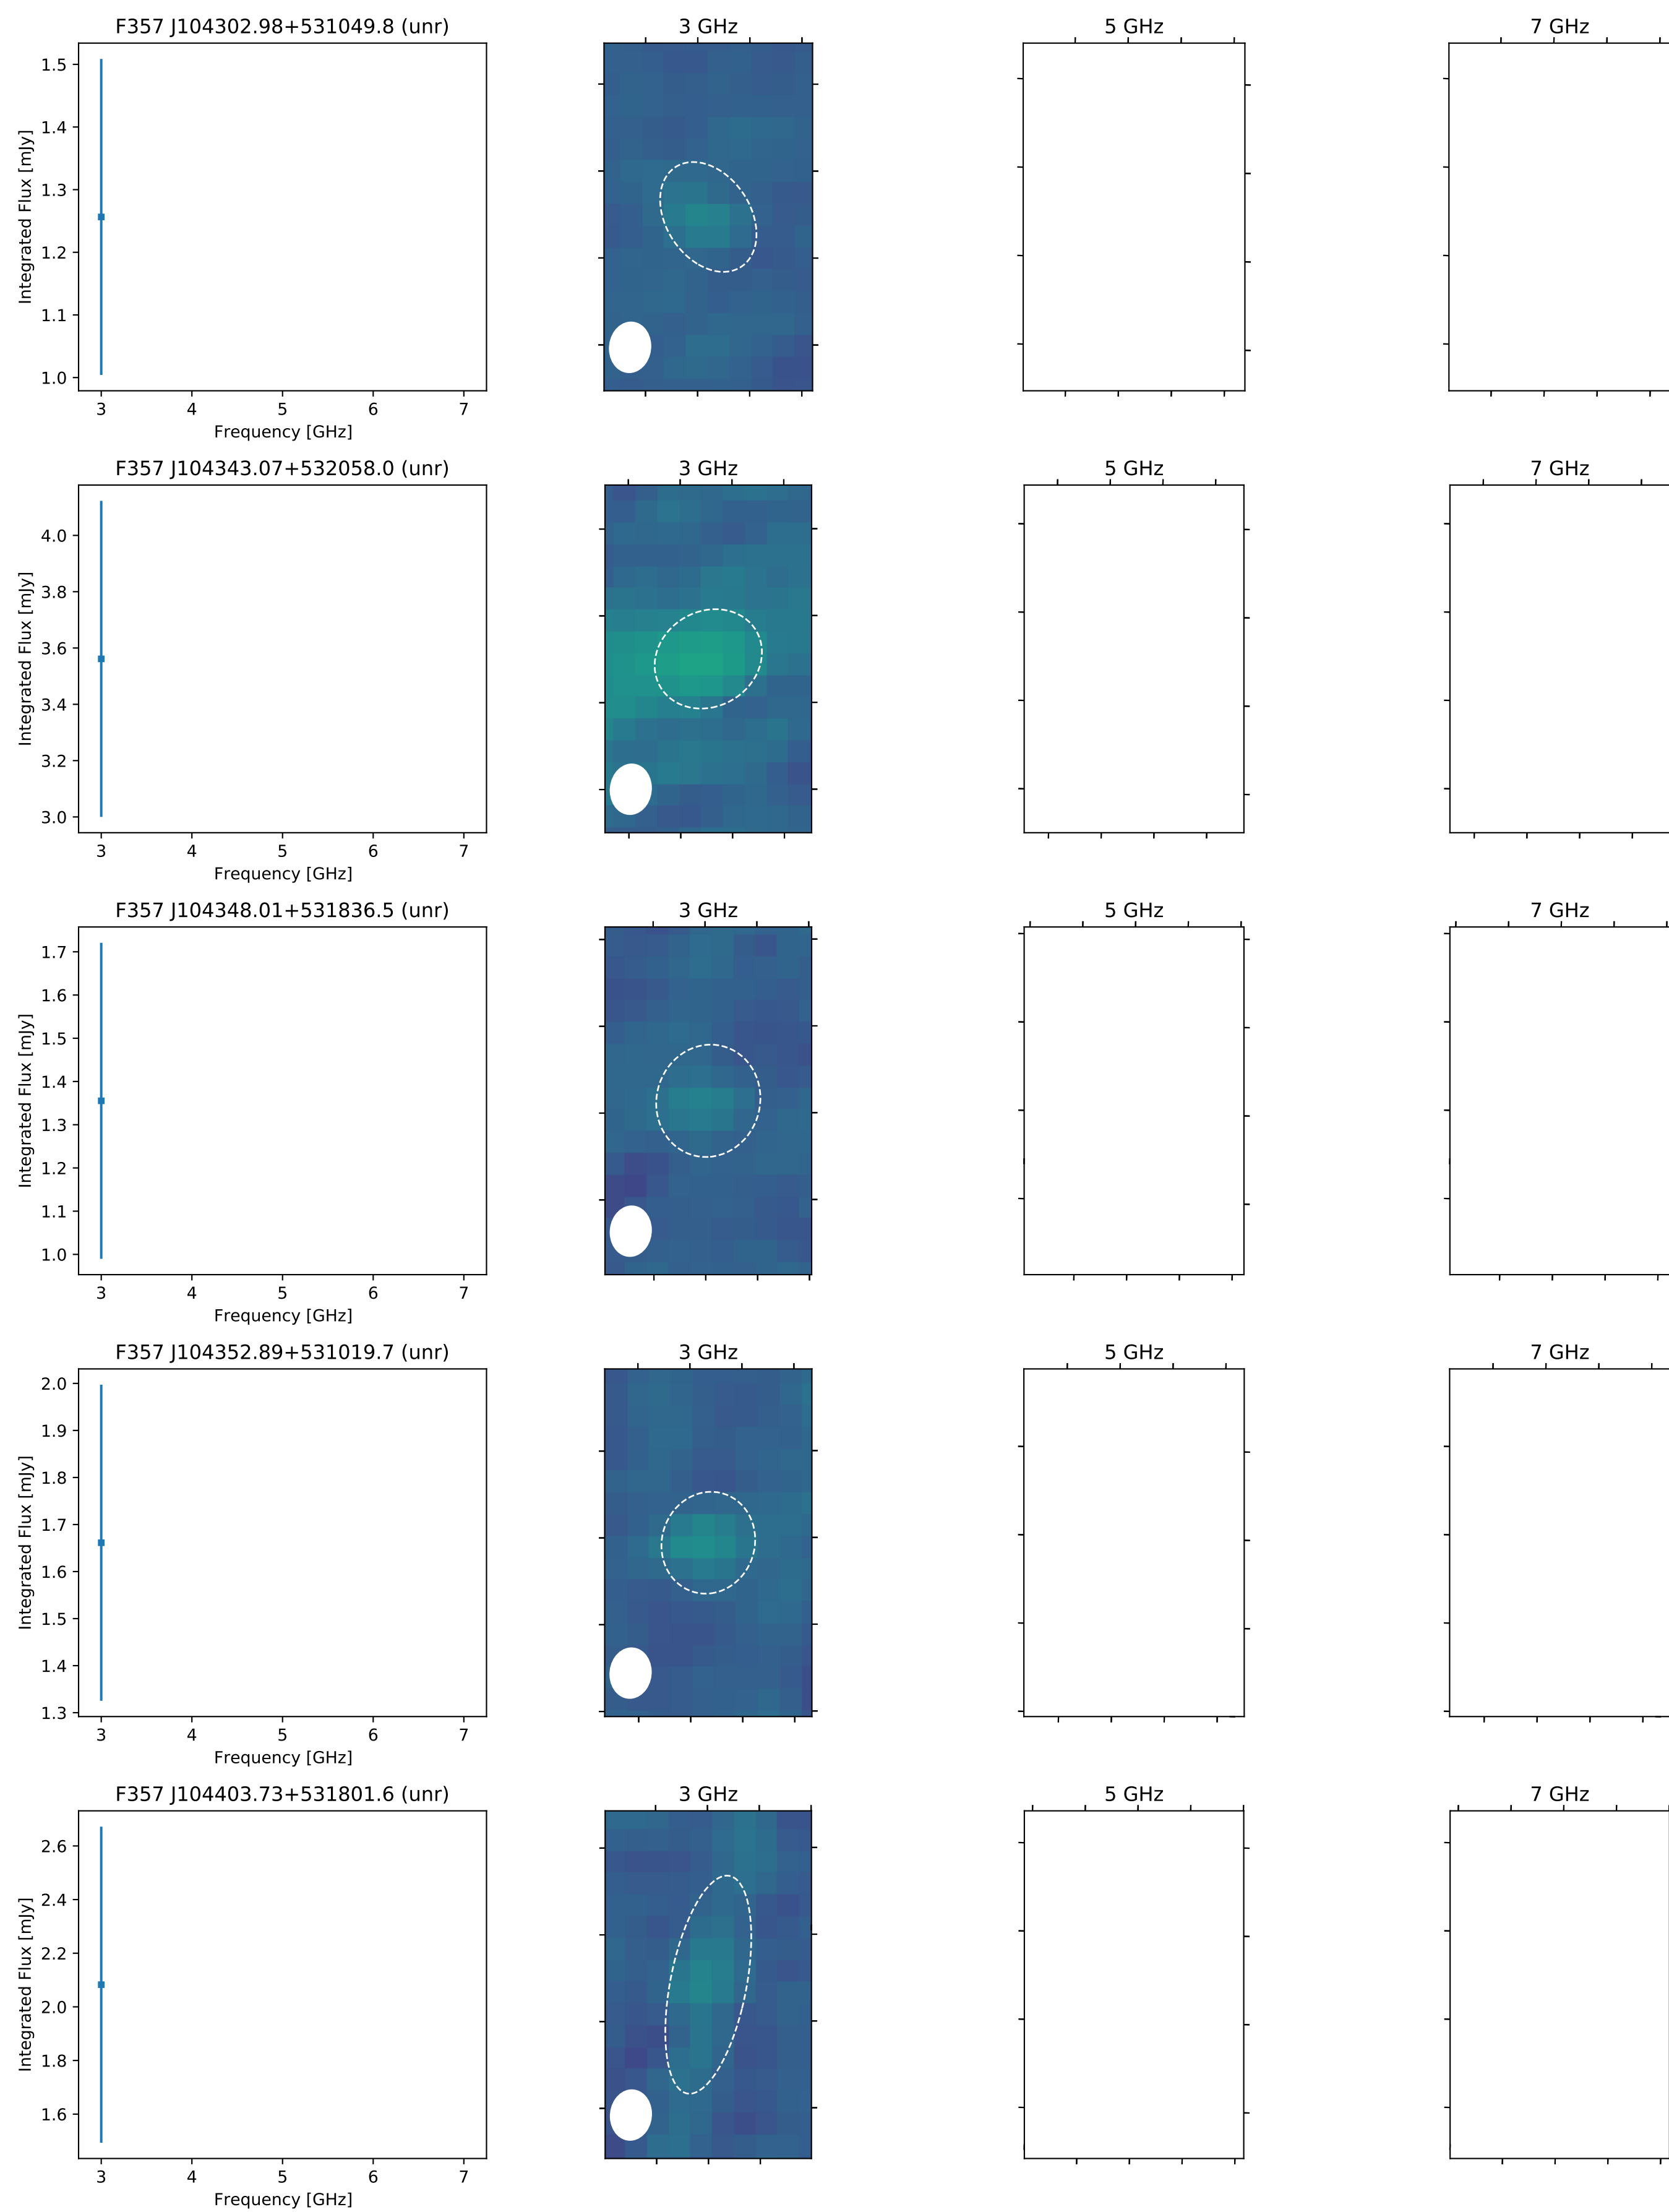 F357 J104302.98+531049.8 (unr)
3 GHz
5 GHz
7 GHz
Integrated Flux [mJy]
1.5
1.4
1.3
1.2
1.1
1.0
3 4 5 6 7
Frequency [GHz]
F357 J104343.07+532058.0 (unr)
3 GHz
5 GHz
7 GHz
Integrated Flux [mJy]
4.0
3.8
3.6
3.4
3.2
3.0
3 4 5 6 7
Frequency [GHz]
F357 J104348.01+531836.5 (unr)
3 GHz
5 GHz
7 GHz
Integrated Flux [mJy]
1.7
1.6
1.5
1.4
1.3
1.2
1.1
1.0
3 4 5 6 7
Frequency [GHz]
F357 J104352.89+531019.7 (unr)
3 GHz
5 GHz
7 GHz
Integrated Flux [mJy]
2.0
1.9
1.8
1.7
1.6
1.5
1.4
1.3
3 4 5 6 7
Frequency [GHz]
F357 J104403.73+531801.6 (unr)
3 GHz
5 GHz
7 GHz
Integrated Flux [mJy]
2.6
2.4
2.2
2.0
1.8
1.6
3 4 5 6 7
Frequency [GHz]